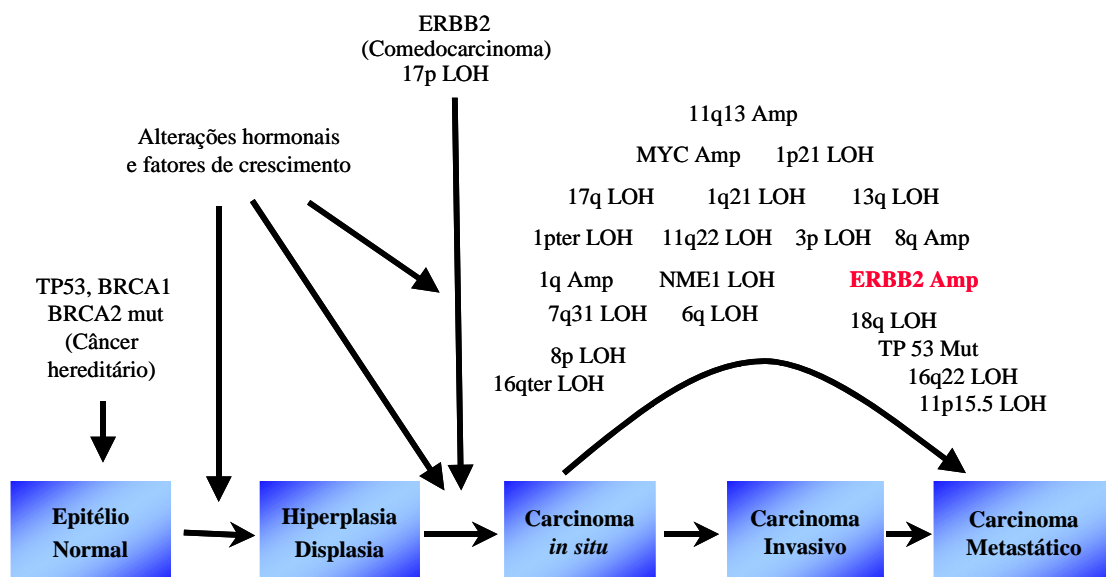 ERBB2
(Comedocarcinoma)
17p LOH
Alterações hormonais
e fatores de crescimento
11q13 Amp
MYC Amp 1p21 LOH
17q LOH 1q21 LOH 13q LOH
1pter LOH 11q22 LOH 3p LOH 8q Amp
1q Amp NME1 LOH ERBB2 Amp
7q31 LOH 6q LOH 18q LOH
8p LOH TP 53 Mut
16qter LOH 16q22 LOH
11p15.5 LOH
TP53, BRCA1
BRCA2 mut
(Câncer
hereditário)
Epitélio
Normal
Hiperplasia
Displasia
Carcinoma
in situ
Carcinoma
Invasivo
Carcinoma
Metastático